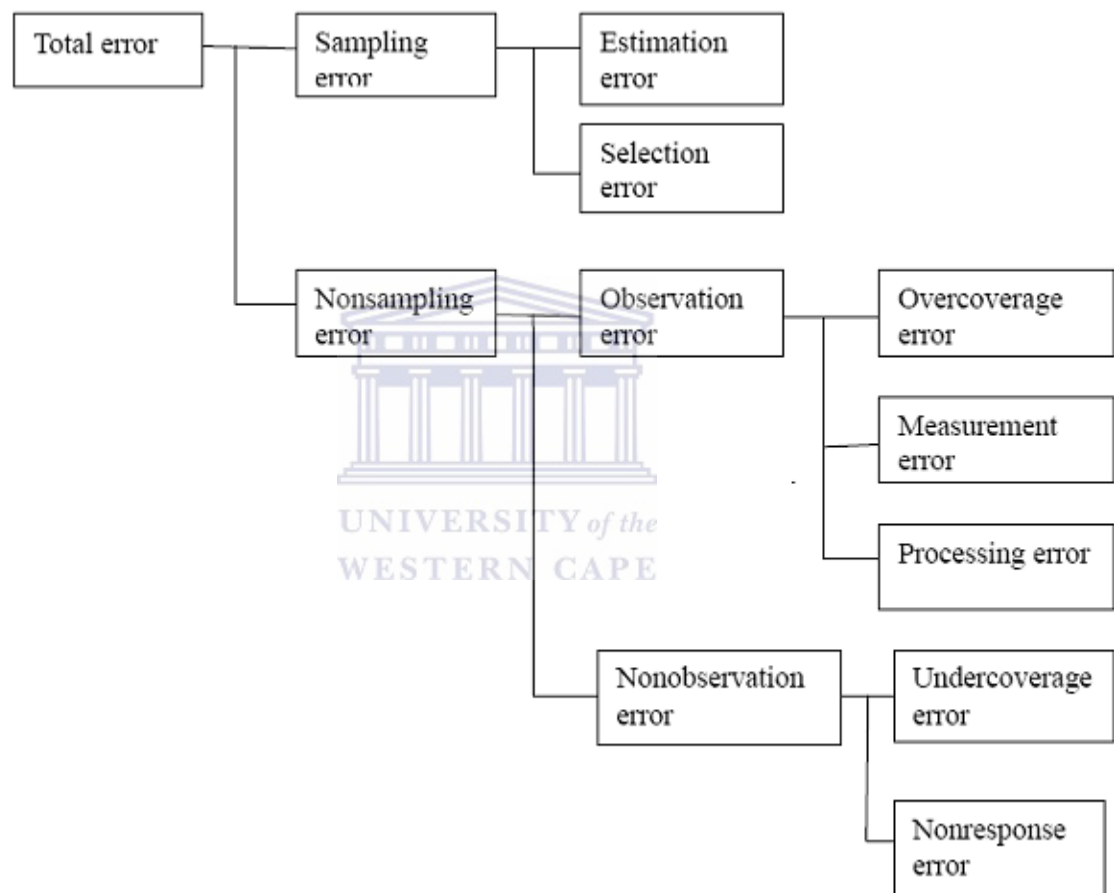 Total error
Sampling
error
Estimation
error
Selection
error
Nonsampling
error
Observation
error
Overcoverage
error
Measurement
error
Processing error
UNIVERSITY of the
WESTERN CAPE
Nonobservation
error
Undercoverage
error
Nonresponse
error